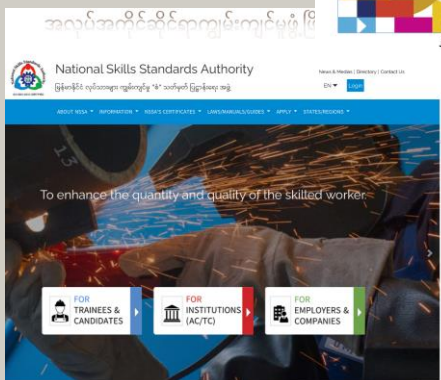 National Skills Standards Authority
News & Medias | Directory | Contact Us
EN
Login
ABOUT NSSA
INFORMATION
NSSA'S CERTIFICATES
LAWS/MANUALS/GUIDES
APPLY
STATES/REGIONS
To enhance the quantity and quality of the skilled worker.
FOR
TRAINEES &
CANDIDATES
FOR
INSTITUTIONS
(AC/TC)
FOR
EMPLOYERS &
COMPANIES